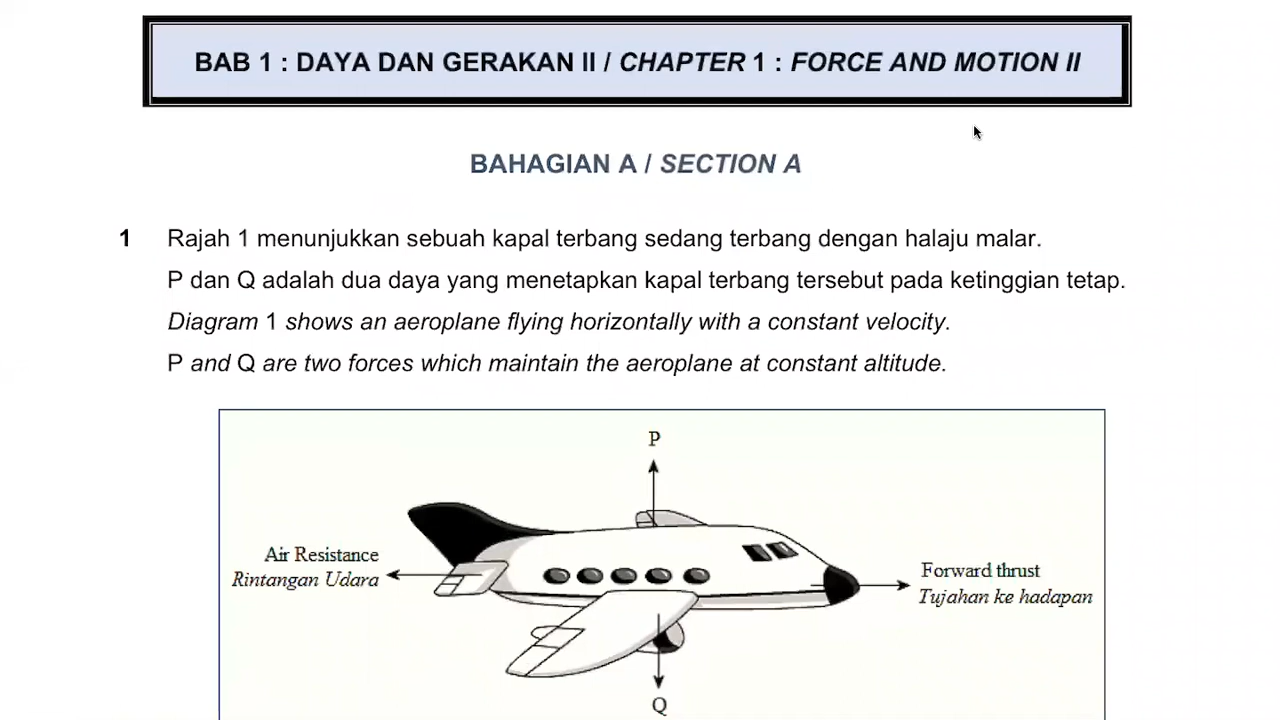 BAB 1 : DAYA DAN GERAKAN II / CHAPTER 1 : FORCE AND MOTION II
BAHAGIAN A / SECTION A
1 Rajah 1 menunjukkan sebuah kapal terbang sedang terbang dengan halaju malar.
P dan Q adalah dua daya yang menetapkan kapal terbang tersebut pada ketinggian tetap.
Diagram 1 shows an aeroplane flying horizontally with a constant velocity.
P and Q are two forces which maintain the aeroplane at constant altitude.
P
Air Resistance
Rintangan Udara
Forward thrust
Tujahan ke hadapan
Q